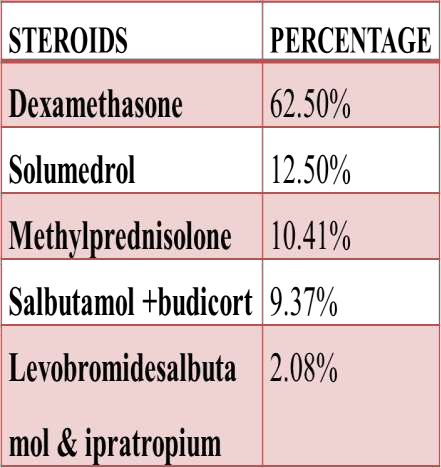 STEROIDS PERCENTAGE
Dexamethasone 62.50%
Solumedrol 12.50%
Methylprednisolone 10.41%
Salbutamol +budicort 9.37%
Levobromidesalbuta 2.08%
mol & ipratropium